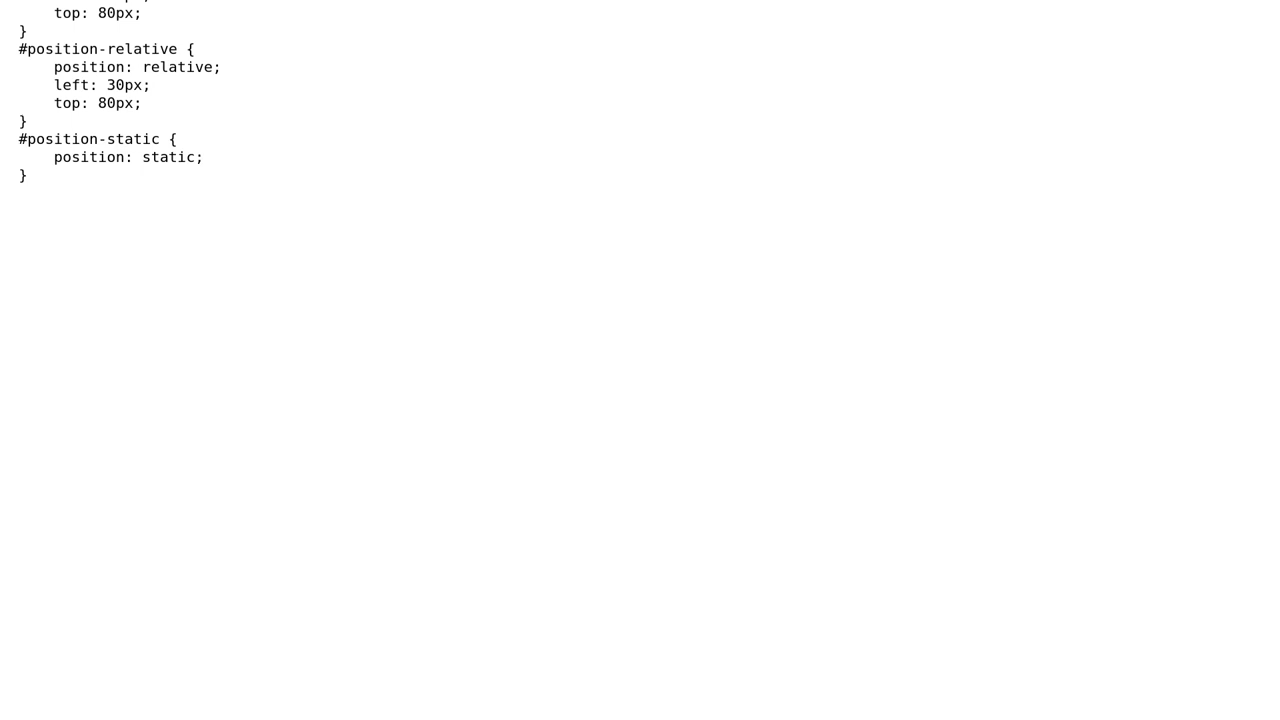 top: 80px;
}
#position-relative {
    position: relative;
    left: 30px;
    top: 80px;
}
#position-static {
    position: static;
}